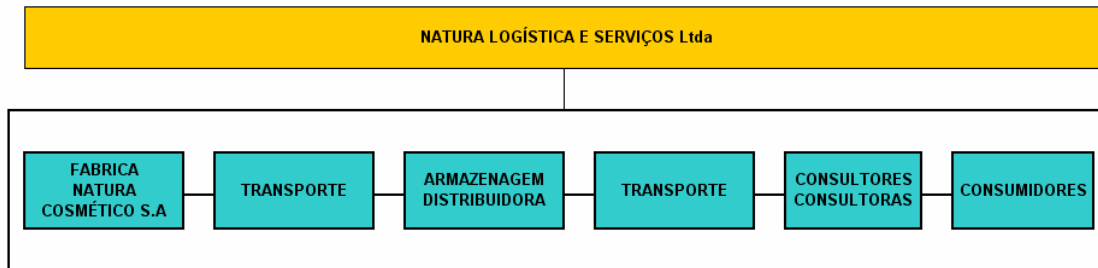 NATURA LOGÍSTICA E SERVIÇOS Ltda
FABRICA
NATURA
COSMÉTICO S.A
TRANSPORTE
ARMAZENAGEM
DISTRIBUIDORA
TRANSPORTE
CONSULTORES
CONSULTORAS
CONSUMIDORES